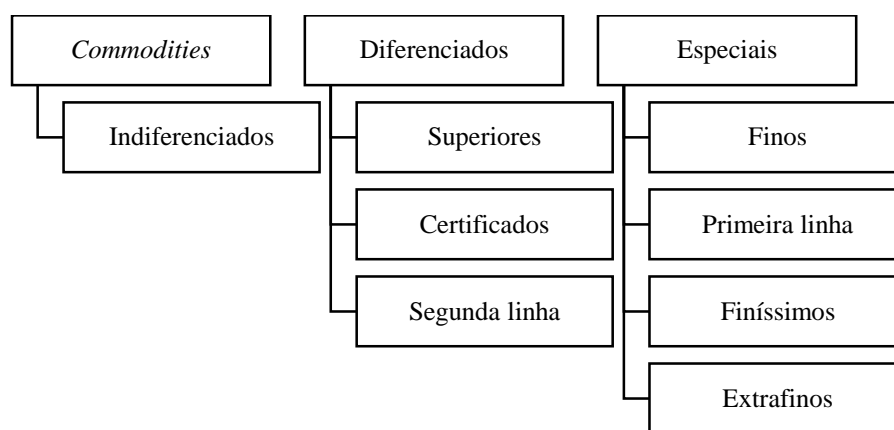 Commodities
Indiferenciados
Diferenciados
Superiores
Certificados
Segunda linha
Especiais
Finos
Primeira linha
Finíssimos
Extrafinos